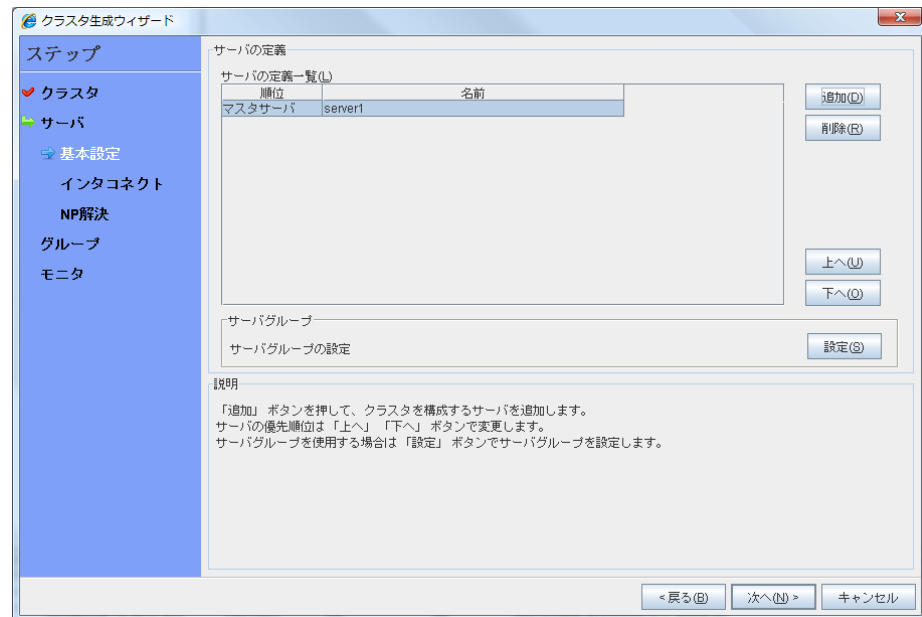 クラスタ生成ウィザード
ステップ
クラスタ
サーバ
基本設定
インタコネクト
NP解決
グループ
モニタ
サーバの定義
サーバの定義一覧(L)
順位 名前
マスタサーバ server1
追加(D)
削除(R)
上へ(U)
下へ(O)
サーバグループ
サーバグループの設定
設定(S)
説明
「追加」 ボタンを押して、クラスタを構成するサーバを追加します。
サーバの優先順位は「上へ」 「下へ」 ボタンで変更します。
サーバグループを使用する場合は「設定」 ボタンでサーバグループを設定します。
<戻る(B)
次へ(N) >
キャンセル